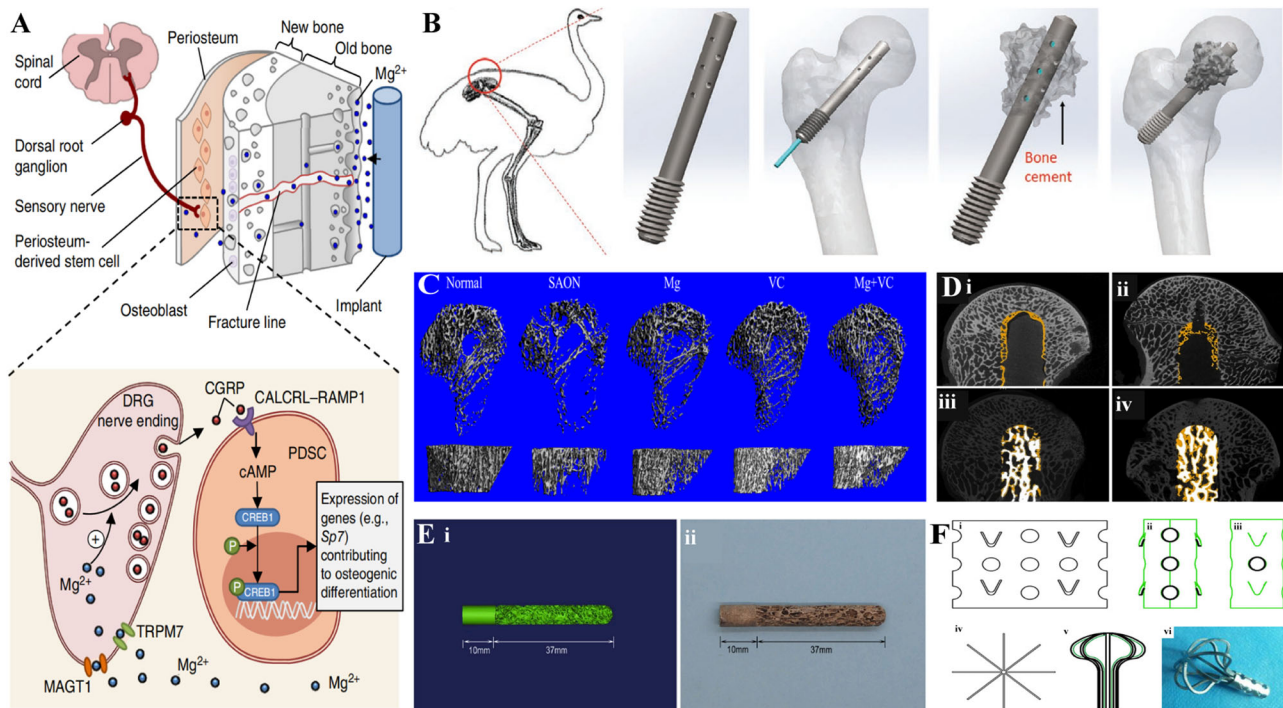 A
Spinal
cord
Dorsal root
ganglion
Sensory nerve
Periosteum-
derived stem cell
Osteoblast
Fracture line
Implant
Periosteum
New bone
Old bone
Mg2+
DRG
nerve ending
CGRP
CALCRL–RAMP1
PDSC
cAMP
CREB1
P
P
CREB1
Expression of
genes (e.g.,
Sp7)
contributing
to osteogenic
differentiation
+
Mg2+
TRPM7
MAGT1
Mg2+
Mg2+
B
Bone
cement
C
Normal SAON Mg VC Mg+VC
D i ii
iii iv
E i ii
10mm 37mm
10mm 37mm
F i ii iii
iv v vi